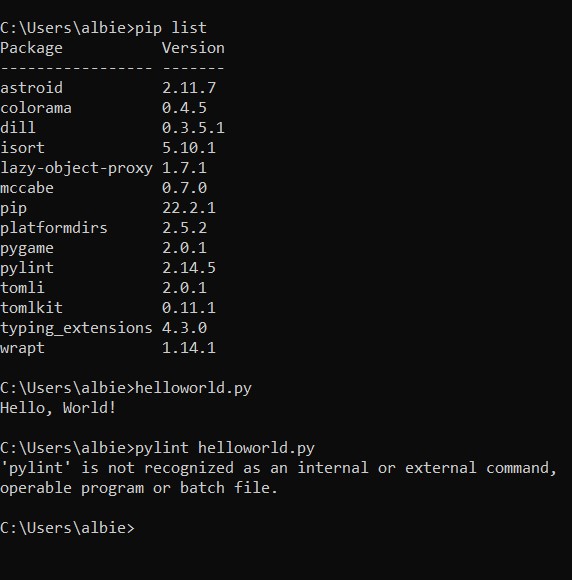 C:\Users\albie>pip list
Package           Version
----------------- -------
astroid           2.11.7
colorama          0.4.5
dill              0.3.5.1
isort             5.10.1
lazy-object-proxy 1.7.1
mccabe            0.7.0
pip               22.2.1
platformdirs      2.5.2
pygame            2.0.1
pylint            2.14.5
tomli             2.0.1
tomlkit           0.11.1
typing_extensions 4.3.0
wrapt             1.14.1
C:\Users\albie>helloworld.py
Hello, World!
C:\Users\albie>pylint helloworld.py
'pylint' is not recognized as an internal or external command,
operable program or batch file.
C:\Users\albie>